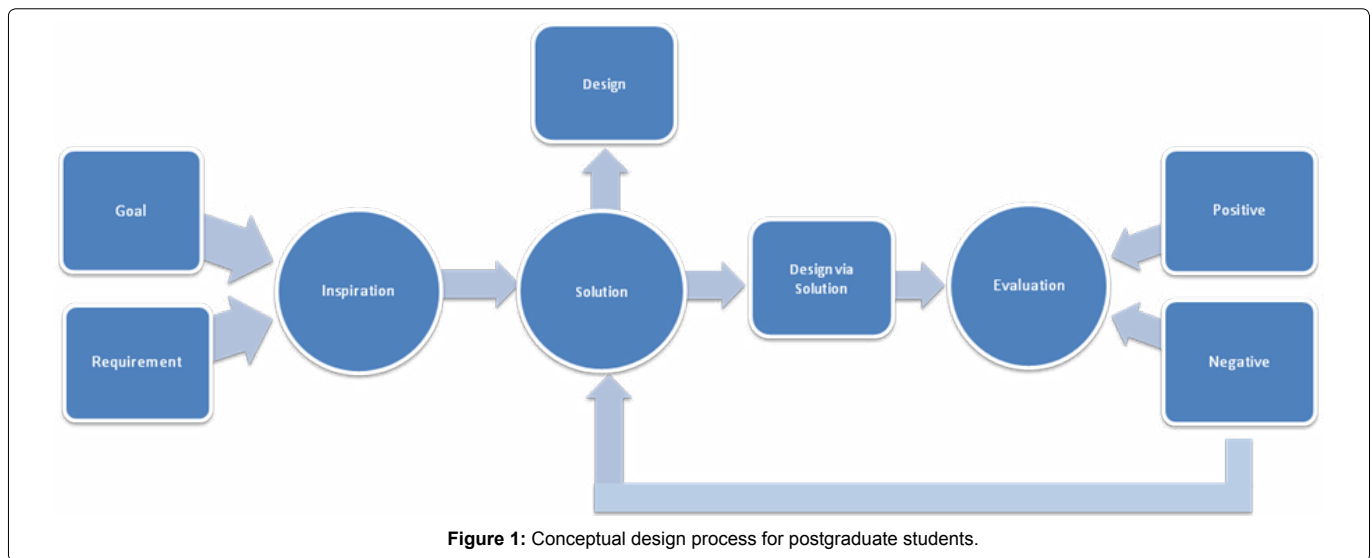 Design
Goal
Requirement
Inspiration
Solution
Design via
Solution
Evaluation
Positive
Negative
Figure 1: Conceptual design process for postgraduate students.